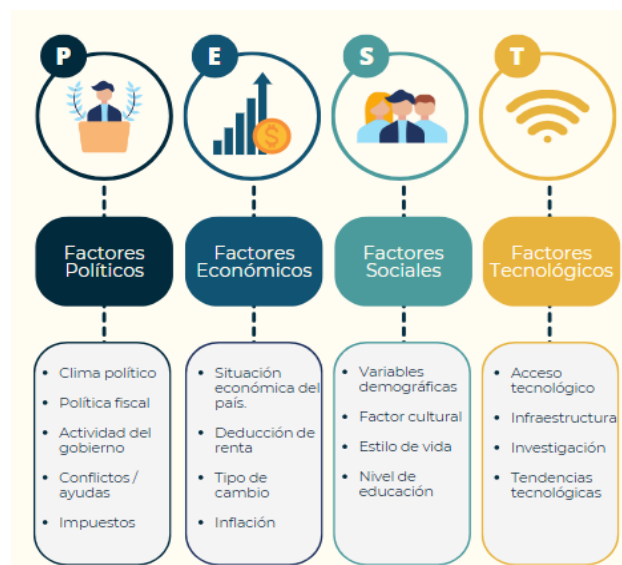 P
E
S
T
Factores
Políticos
Factores
Económicos
Factores
Sociales
Factores
Tecnológicos
• Clima político
• Política fiscal
• Actividad del
gobierno
• Conflictos /
ayudas
• Impuestos
• Situación
económica del
país.
• Deducción de
renta
• Tipo de
cambio
• Inflación
• Variables
demográficas
• Factor cultural
• Estilo de vida
• Nivel de
educación
• Acceso
tecnológico
• Infraestructura
• Investigación
• Tendencias
tecnológicas